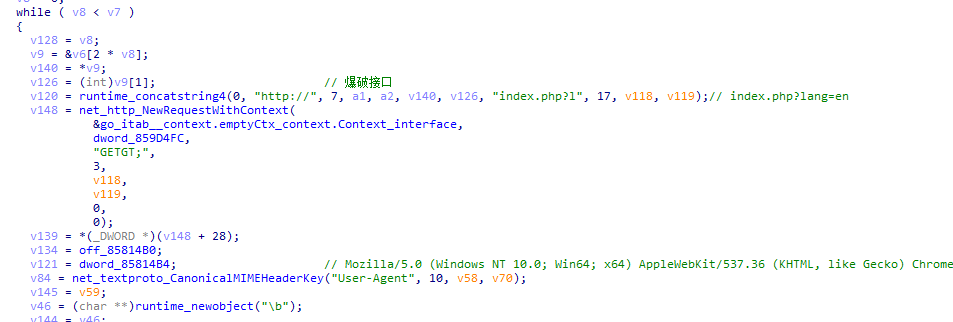 while ( v8 < v7 )
{
v128 = v8;
v9 = &v6[2 * v8];
v140 = *v9;
v126 = (int)v9[1]; // 爆破接口
v120 = runtime_concatstring4(0, "http://", 7, a1, a2, v140, v126, "index.php?l", 17, v118, v119);// index.php?lang=en
v148 = net_http_NewRequestWithContext(
&go_itab__context.emptyCtx_context.Context_interface,
dword_859D4FC,
"GETGT;",
3,
v118,
v119,
0,
0);
v139 = *(_DWORD *)(v148 + 28);
v134 = off_85814B0;
v121 = dword_85814B4; // Mozilla/5.0 (Windows NT 10.0; Win64; x64) AppleWebKit/537.36 (KHTML, like Gecko) Chrome
v84 = net_textproto_CanonicalMIMEHeaderKey("User-Agent", 10, v58, v70);
v145 = v59;
v46 = (char **)runtime_newobject("\b");
v144 = v46;